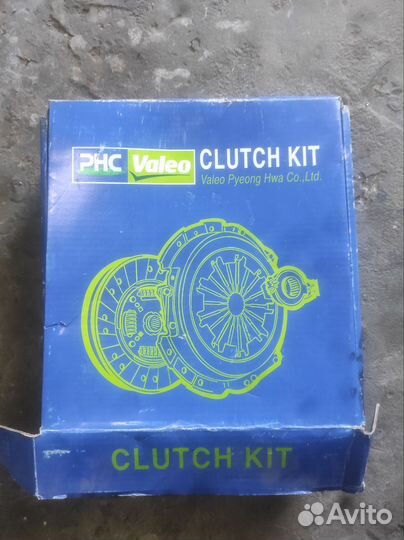 PHC Valeo CLUTCH KIT
Valeo Pyeong Hwa Co.,Ltd.
CLUTCH KIT
Avito